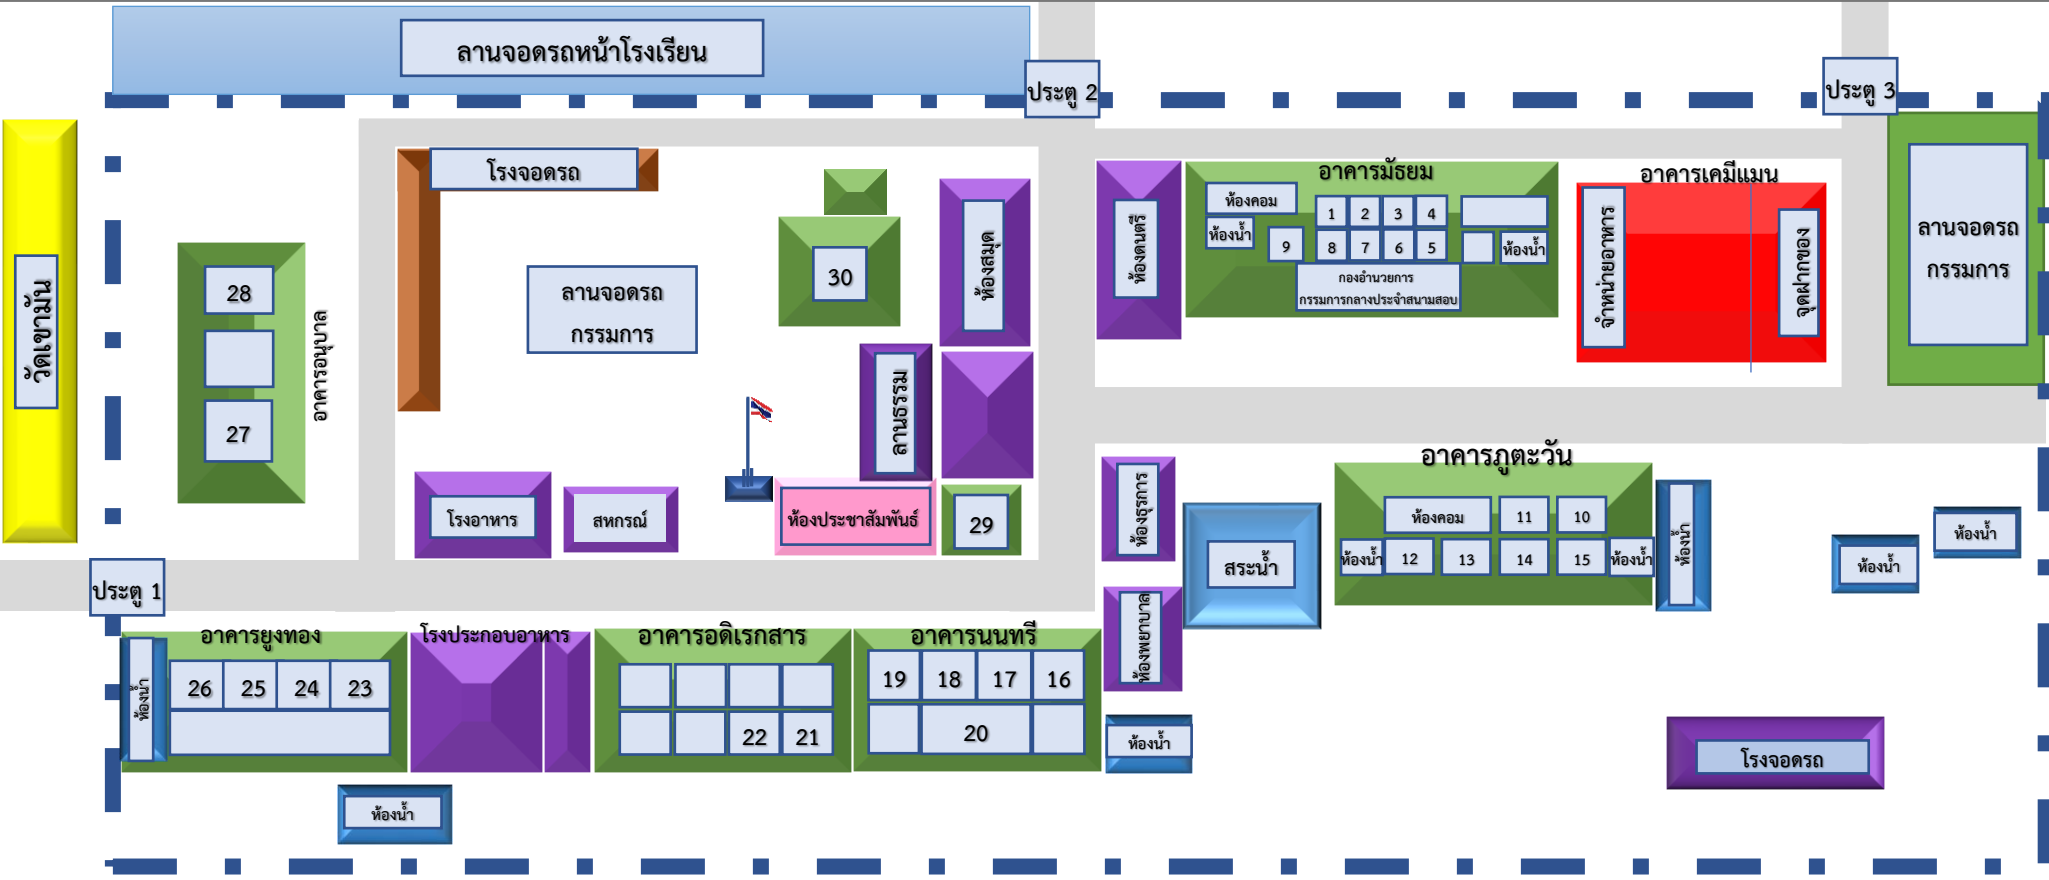 ลานจอดรถหน้าโรงเรียน
ประตู 2
ประตู 3
วัดเขามัน
28
27
อาคารอนุบาล
โรงจอดรถ
ลานจอดรถ
กรรมการ
30
ห้องสมุด
ลานธรรม
โรงอาหาร
สหกรณ์
ห้องประชาสัมพันธ์
29
ห้องดนตรี
อาคารมัธยม
ห้องคอม
ห้องน้ำ
9
1 2 3 4
8 7 6 5
ห้องน้ำ
กองอำนวยการ
กรรมการกลางประจำสนามสอบ
อาคารเคมีแมน
จำหน่ายอาหาร
จุดฝากของ
ลานจอดรถ
กรรมการ
ประตู 1
อาคารยูงทอง
ห้องน้ำ
26 25 24 23
โรงประกอบอาหาร
อาคารอดิเรกสาร
22 21
อาคารนนทรี
19 18 17 16
20
ห้องน้ำ
ห้องธุรการ
ห้องพยาบาล
ห้องน้ำ
สระน้ำ
อาคารภูตะวัน
ห้องคอม 11 10
ห้องน้ำ 12 13 14 15 ห้องน้ำ
ห้องน้ำ
ห้องน้ำ
ห้องน้ำ
โรงจอดรถ